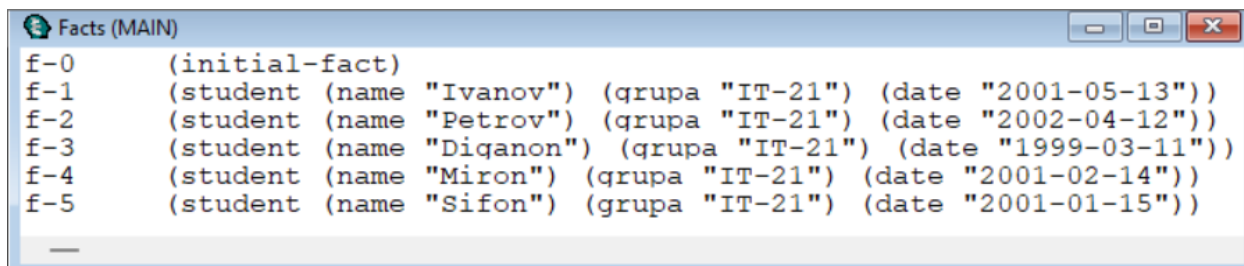 Facts (MAIN)
f-0 (initial-fact)
f-1 (student (name "Ivanov") (grupa "IT-21") (date "2001-05-13"))
f-2 (student (name "Petrov") (grupa "IT-21") (date "2002-04-12"))
f-3 (student (name "Diganon") (grupa "IT-21") (date "1999-03-11"))
f-4 (student (name "Miron") (grupa "IT-21") (date "2001-02-14"))
f-5 (student (name "Sifon") (grupa "IT-21") (date "2001-01-15"))